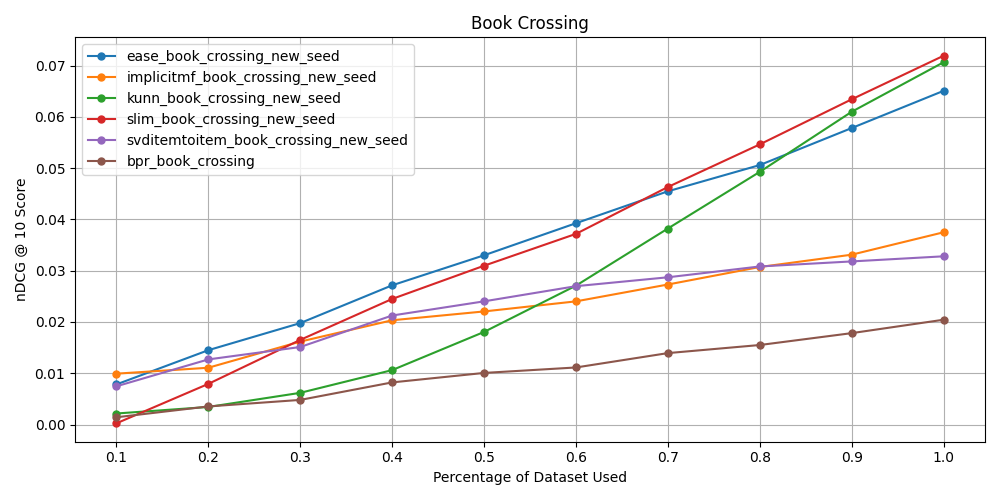 Book Crossing
ease_book_crossing_new_seed
implicitmf_book_crossing_new_seed
kunn_book_crossing_new_seed
slim_book_crossing_new_seed
svditemtoitem_book_crossing_new_seed
bpr_book_crossing
nDCG @ 10 Score
0.07
0.06
0.05
0.04
0.03
0.02
0.01
0.00
0.1 0.2 0.3 0.4 0.5 0.6 0.7 0.8 0.9 1.0
Percentage of Dataset Used